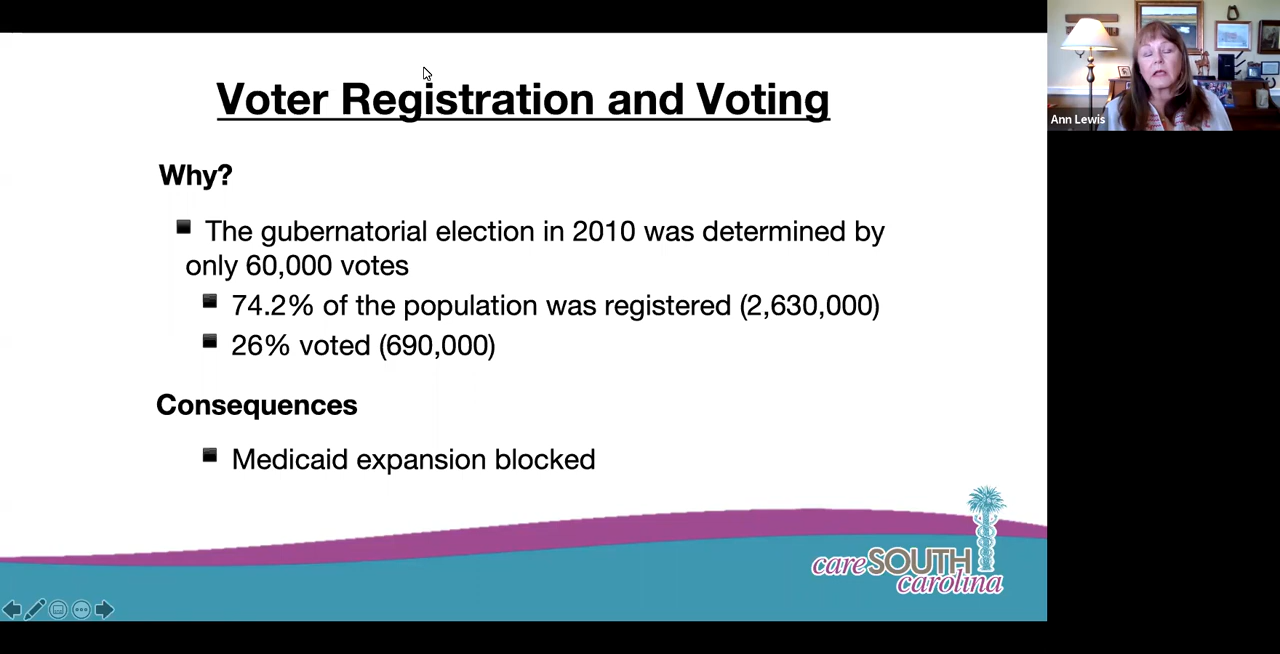 Voter Registration and Voting
Ann Lewis
Why?
The gubernatorial election in 2010 was determined by
only 60,000 votes
74.2% of the population was registered (2,630,000)
26% voted (690,000)
Consequences
Medicaid expansion blocked
careSOUTH
carolina